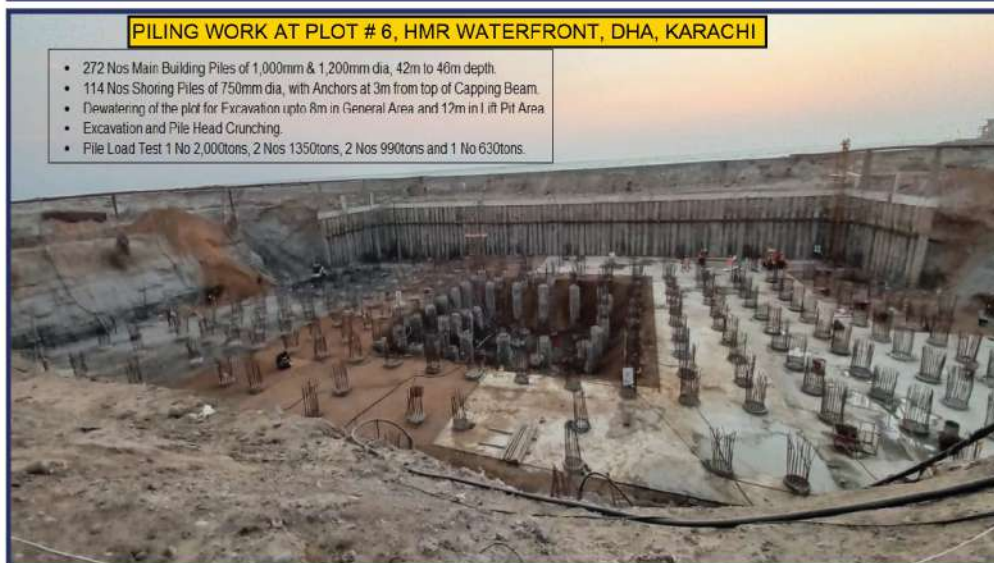 PILING WORK AT PLOT # 6, HMR WATERFRONT, DHA, KARACHI
• 272 Nos Main Building Piles of 1,000mm & 1,200mm dia, 42m to 46m depth.
• 114 Nos Shoring Piles of 750mm dia, with Anchors at 3m from top of Capping Beam.
• Dewatering of the plot for Excavation upto 8m in General Area and 12m in Lift Pit Area
• Excavation and Pile Head Crunching.
• Pile Load Test 1 No 2,000tons, 2 Nos 1350tons, 2 Nos 990tons and 1 No 630tons.